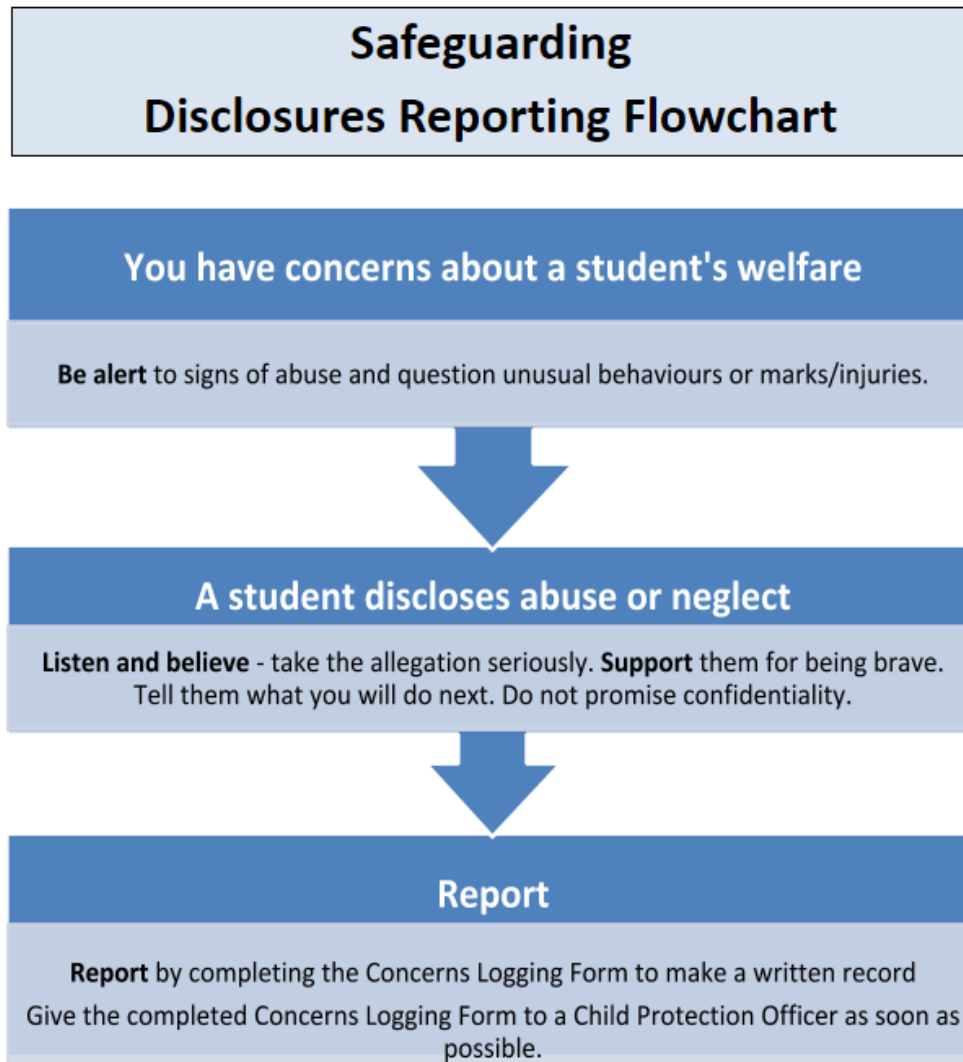 Safeguarding
Disclosures Reporting Flowchart
You have concerns about a student's welfare
Be alert to signs of abuse and question unusual behaviours or marks/injuries.
A student discloses abuse or neglect
Listen and believe - take the allegation seriously. Support them for being brave.
Tell them what you will do next. Do not promise confidentiality.
Report
Report by completing the Concerns Logging Form to make a written record
Give the completed Concerns Logging Form to a Child Protection Officer as soon as
possible.